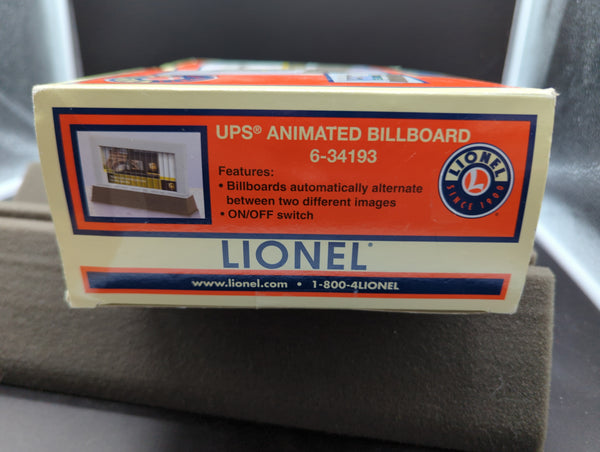 UPS® ANIMATED BILLBOARD
6-34193
Features:
• Billboards automatically alternate
between two different images
• ON/OFF switch
LIONEL
L
SINCE 1900
LIONEL®
www.lionel.com • 1-800-4LIONEL